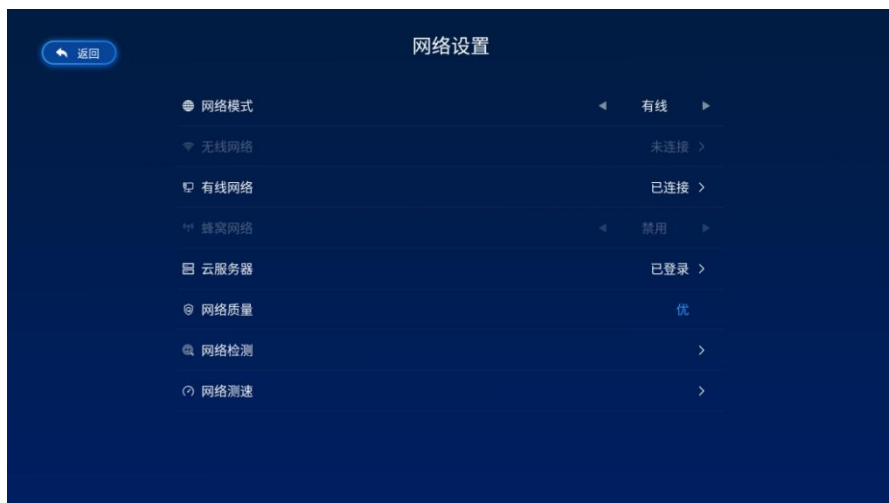 返回
网络设置
网络模式 有线
无线网络 未连接
有线网络 已连接
蜂窝网络 禁用
云服务器 已登录
网络质量 优
网络检测
网络测速